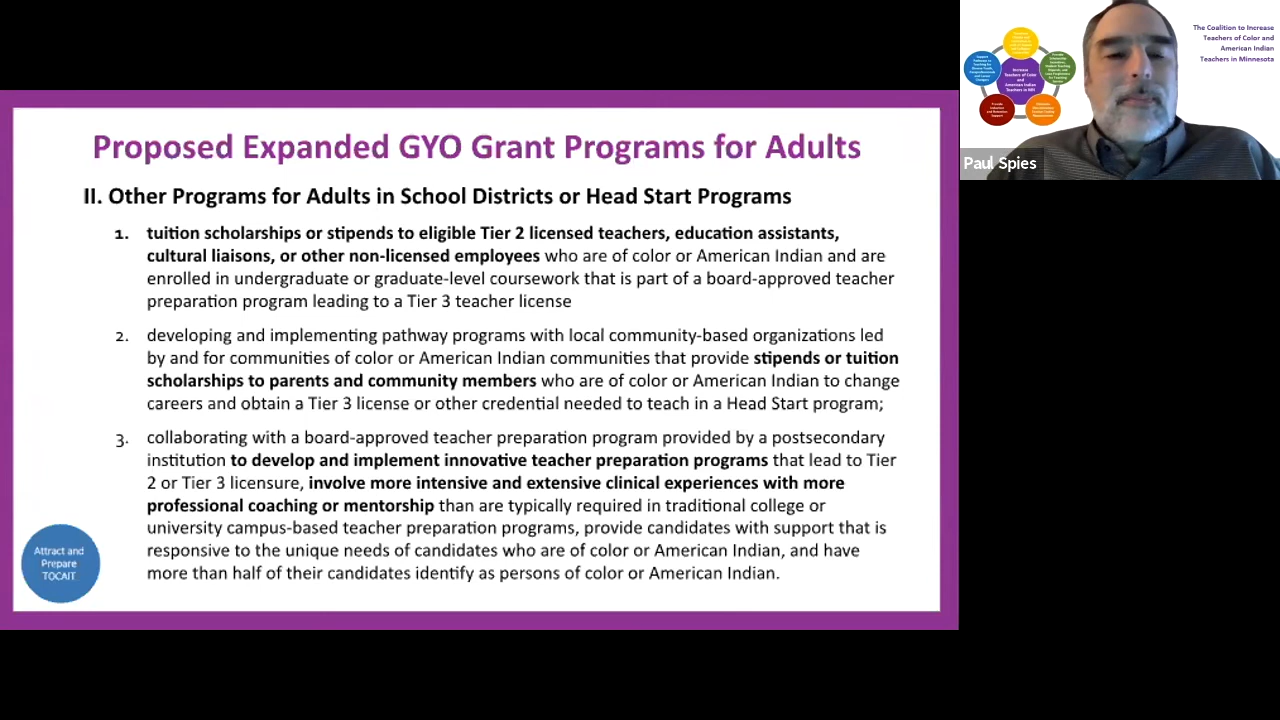 Proposed Expanded GYO Grant Programs for Adults
II. Other Programs for Adults in School Districts or Head Start Programs
1. tuition scholarships or stipends to eligible Tier 2 licensed teachers, education assistants,
cultural liaisons, or other non-licensed employees who are of color or American Indian and are
enrolled in undergraduate or graduate-level coursework that is part of a board-approved teacher
preparation program leading to a Tier 3 teacher license
2. developing and implementing pathway programs with local community-based organizations led
by and for communities of color or American Indian communities that provide stipends or tuition
scholarships to parents and community members who are of color or American Indian to change
careers and obtain a Tier 3 license or other credential needed to teach in a Head Start program;
3. collaborating with a board-approved teacher preparation program provided by a postsecondary
institution to develop and implement innovative teacher preparation programs that lead to Tier
2 or Tier 3 licensure, involve more intensive and extensive clinical experiences with more
professional coaching or mentorship than are typically required in traditional college or
university campus-based teacher preparation programs, provide candidates with support that is
responsive to the unique needs of candidates who are of color or American Indian, and have
more than half of their candidates identify as persons of color or American Indian.
Attract and
Prepare
TOCAIT
The Coalition to Increase
Teachers of Color and
American Indian
Teachers in Minnesota
Increase
Teachers of Color
and
American Indian
Teachers in MN
Paul Spies